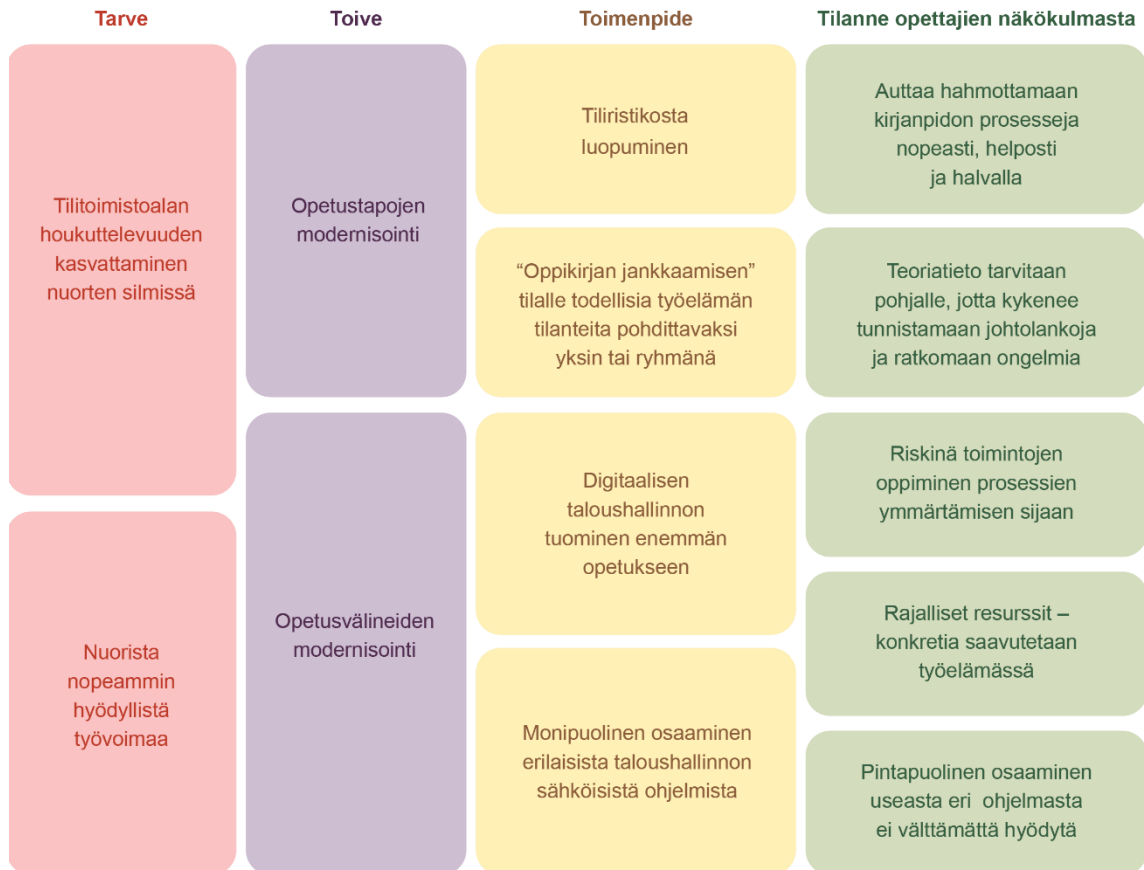 Tarve
Toive
Toimenpide
Tilanne opettajien näkökulmasta
Tilitoimistoalan
houkuttelevuuden
kasvattaminen
nuorten silmissä
Nuorista
nopeammin
hyödyllistä
työvoimaa
Opetustapojen
modernisointi
Opetusvälineiden
modernisointi
Tiliristikosta
luopuminen
“Oppikirjan jankkaamisen”
tilalle todellisia työelämän
tilanteita pohdittavaksi
yksin tai ryhmänä
Digitaalisen
taloushallinnon
tuominen enemmän
opetukseen
Monipuolinen osaaminen
erilaisista taloushallinnon
sähköisistä ohjelmista
Auttaa hahmottamaan
kirjanpidon prosesseja
nopeasti, helposti
ja halvalla
Teoriatieto tarvitaan
pohjalle, jotta kykenee
tunnistamaan johtolankoja
ja ratkomaan ongelmia
Riskinä toimintojen
oppiminen prosessien
ymmärtämisen sijaan
Rajalliset resurssit –
konkretia saavutetaan
työelämässä
Pintapuolinen osaaminen
useasta eri ohjelmasta
ei välttämättä hyödytä